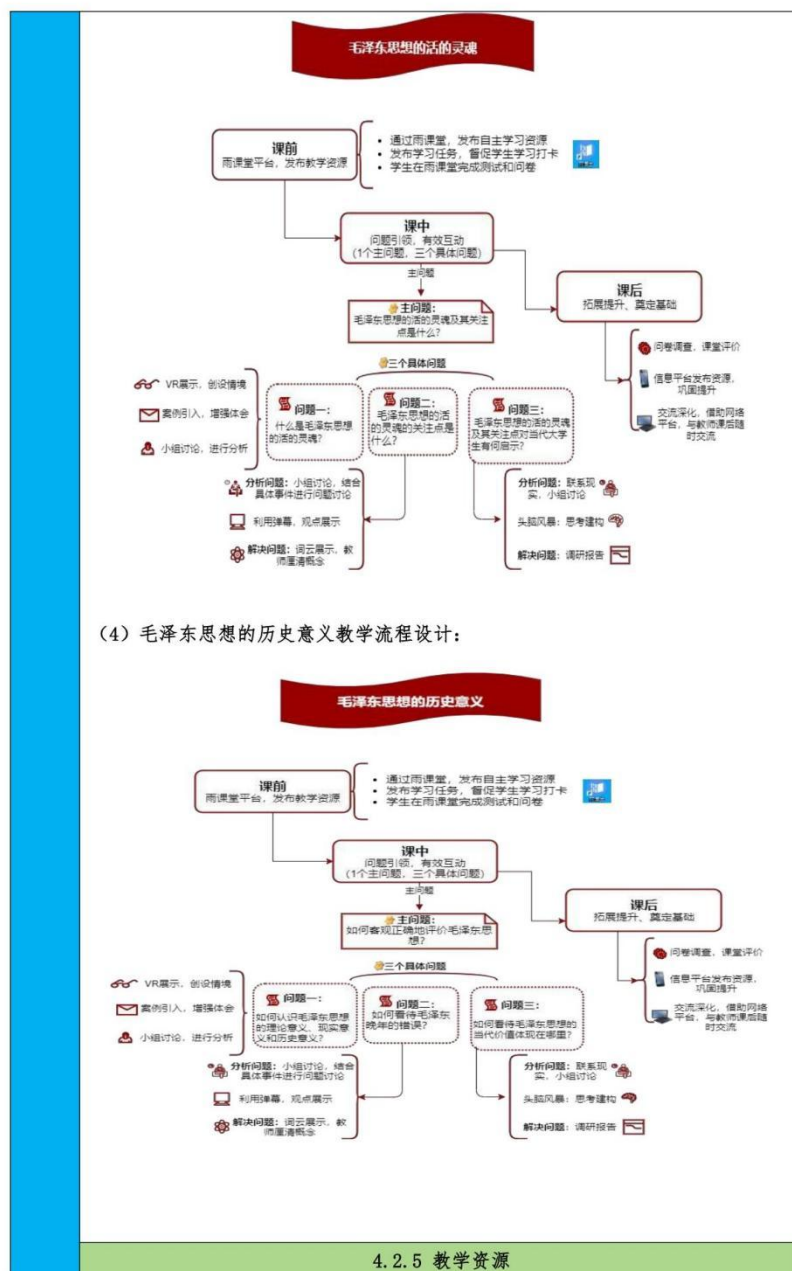 毛泽东思想的活的灵魂
课前
雨课堂平台，发布教学资源
• 通过雨课堂，发布自主学习资源
• 发布学习任务，督促学生学习打卡
• 学生在雨课堂完成测试和问卷
课中
问题引领，有效互动
（1个主问题，三个具体问题）
主问题
主问题：
毛泽东思想的活的灵魂及其关注
点是什么？
课后
拓展提升、奠定基础
问卷调查，课堂评价
信息平台发布资源，
巩固提升
交流深化，借助网络
平台，与教师课后随
时交流
三个具体问题
VR展示，创设情境
案例引入，增强体会
小组讨论，进行分析
问题一：
什么是毛泽东思想
的活的灵魂？
问题二：
毛泽东思想的活
的灵魂的关注点是
什么？
问题三：
毛泽东思想的活的灵魂
及其关注点对当代大学
生有何启示？
分析问题：小组讨论，结合
具体事件进行问题讨论
利用弹幕，观点展示
解决问题：词云展示，教
师厘清概念
分析问题：联系现
实，小组讨论
头脑风暴：思考建构
解决问题：调研报告
（4）毛泽东思想的历史意义教学流程设计：
毛泽东思想的历史意义
课前
雨课堂平台，发布教学资源
• 通过雨课堂，发布自主学习资源
• 发布学习任务，督促学生学习打卡
• 学生在雨课堂完成测试和问卷
课中
问题引领，有效互动
（1个主问题，三个具体问题）
主问题
主问题：
如何客观正确地评价毛泽东思
想？
课后
拓展提升、奠定基础
问卷调查，课堂评价
信息平台发布资源，
巩固提升
交流深化，借助网络
平台，与教师课后随
时交流
三个具体问题
VR展示，创设情境
案例引入，增强体会
小组讨论，进行分析
问题一：
如何认识毛泽东思想
的理论意义、现实意
义和历史意义？
问题二：
如何看待毛泽东
晚年的错误？
问题三：
如何看待毛泽东思想的
当代价值体现在哪里？
分析问题：小组讨论，结合
具体事件进行问题讨论
利用弹幕，观点展示
解决问题：词云展示，教
师厘清概念
分析问题：联系现
实，小组讨论
头脑风暴：思考建构
解决问题：调研报告
4.2.5 教学资源